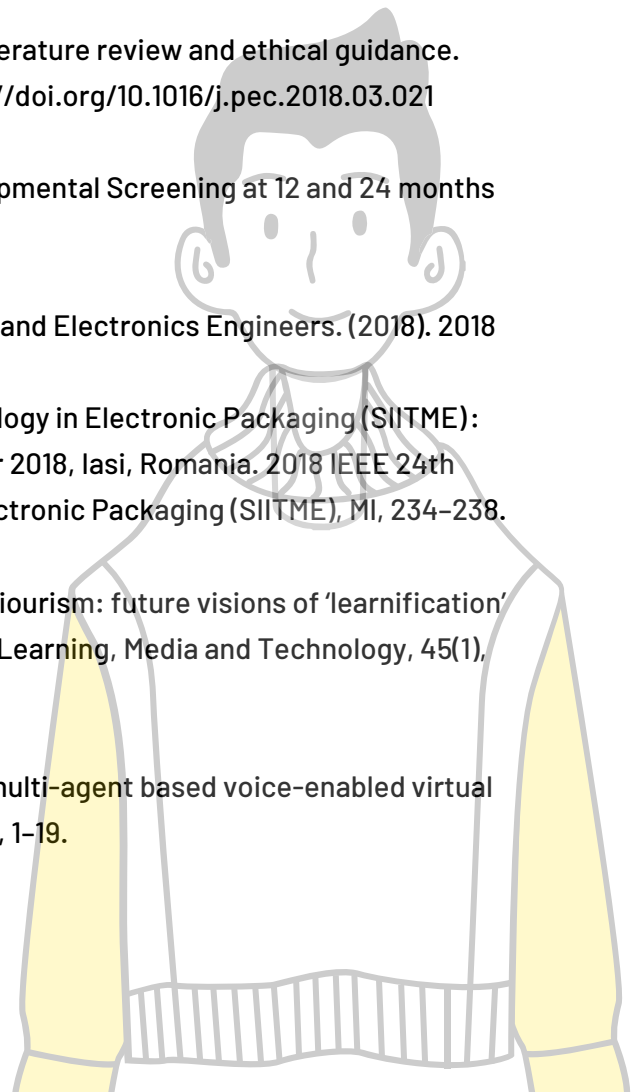 erature review and ethical guidance.
//doi.org/10.1016/j.pec.2018.03.021
pmental Screening at 12 and 24 months
and Electronics Engineers. (2018). 2018
logy in Electronic Packaging (SIITME):
r 2018, Iasi, Romania. 2018 IEEE 24th
ctronic Packaging (SIITME), MI, 234–238.
iourism: future visions of ‘learnification’
Learning, Media and Technology, 45(1),
multi-agent based voice-enabled virtual
, 1–19.